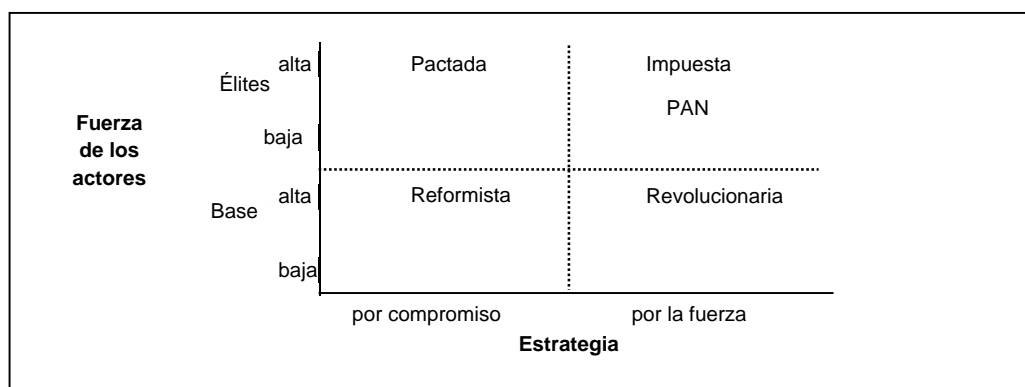 alta Pactada Impuesta
Élites
PAN
Fuerza
de los
actores
baja
alta Reformista Revolucionaria
Base
baja
por compromiso por la fuerza
Estrategia